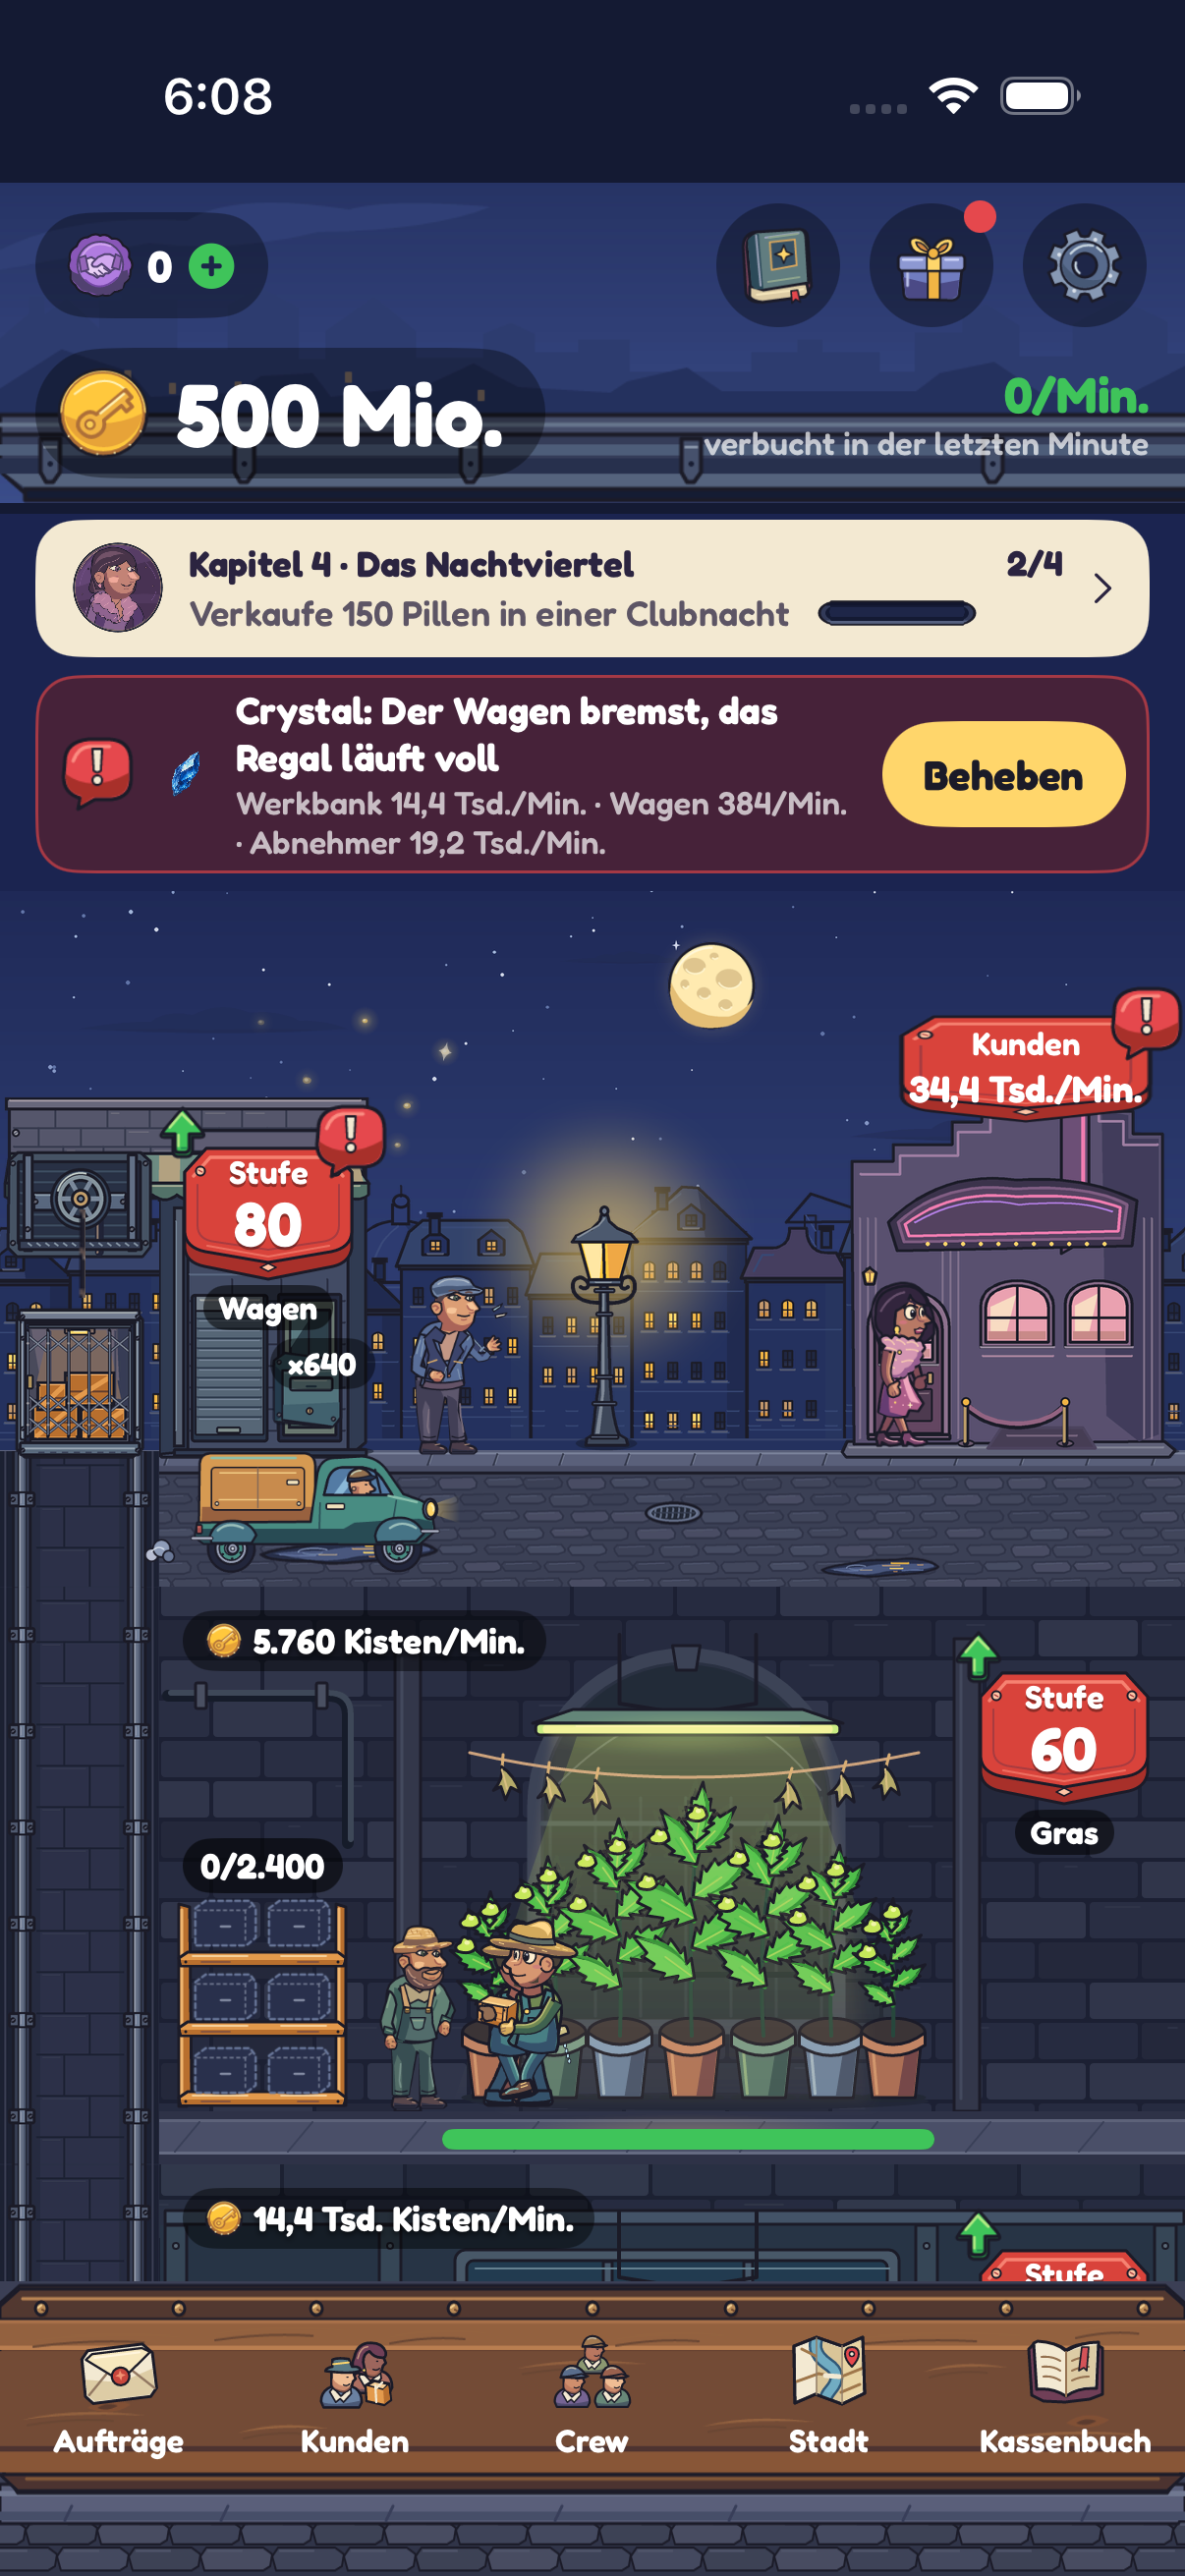 6:08
0
500 Mio.
0/Min.
verbucht in der letzten Minute
Kapitel 4 · Das Nachtviertel
2/4
Verkaufe 150 Pillen in einer Clubnacht
Crystal: Der Wagen bremst, das
Regal läuft voll
Werkbank 14,4 Tsd./Min. · Wagen 384/Min.
· Abnehmer 19,2 Tsd./Min.
Beheben
Kunden
34,4 Tsd./Min.
Stufe
80
Wagen
×640
5.760 Kisten/Min.
Stufe
60
Gras
0/2.400
14,4 Tsd. Kisten/Min.
Stufe
Aufträge
Kunden
Crew
Stadt
Kassenbuch